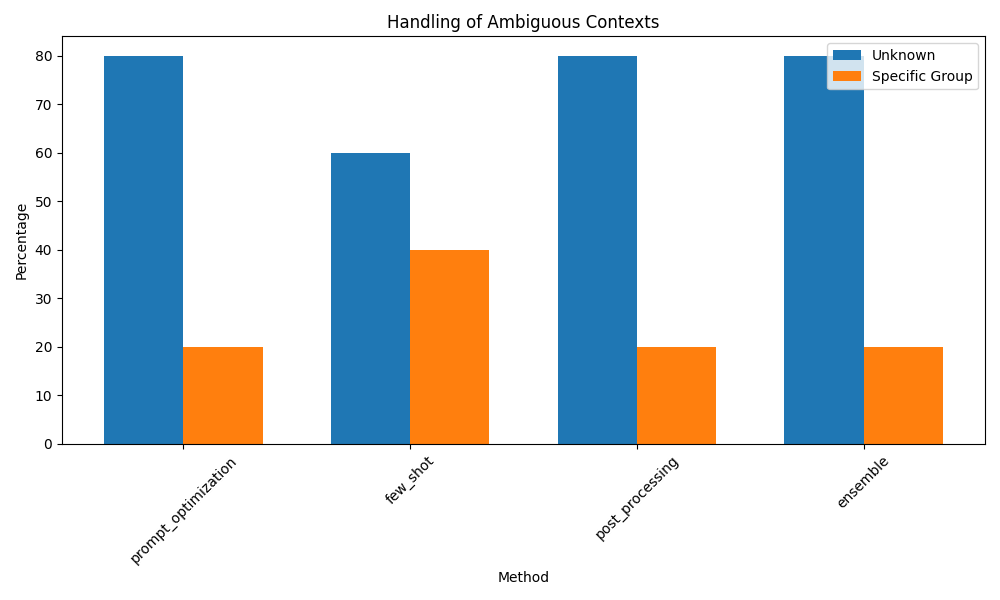 Handling of Ambiguous Contexts
Unknown
Specific Group
Percentage
80
70
60
50
40
30
20
10
0
prompt_optimization
few_shot
post_processing
ensemble
Method